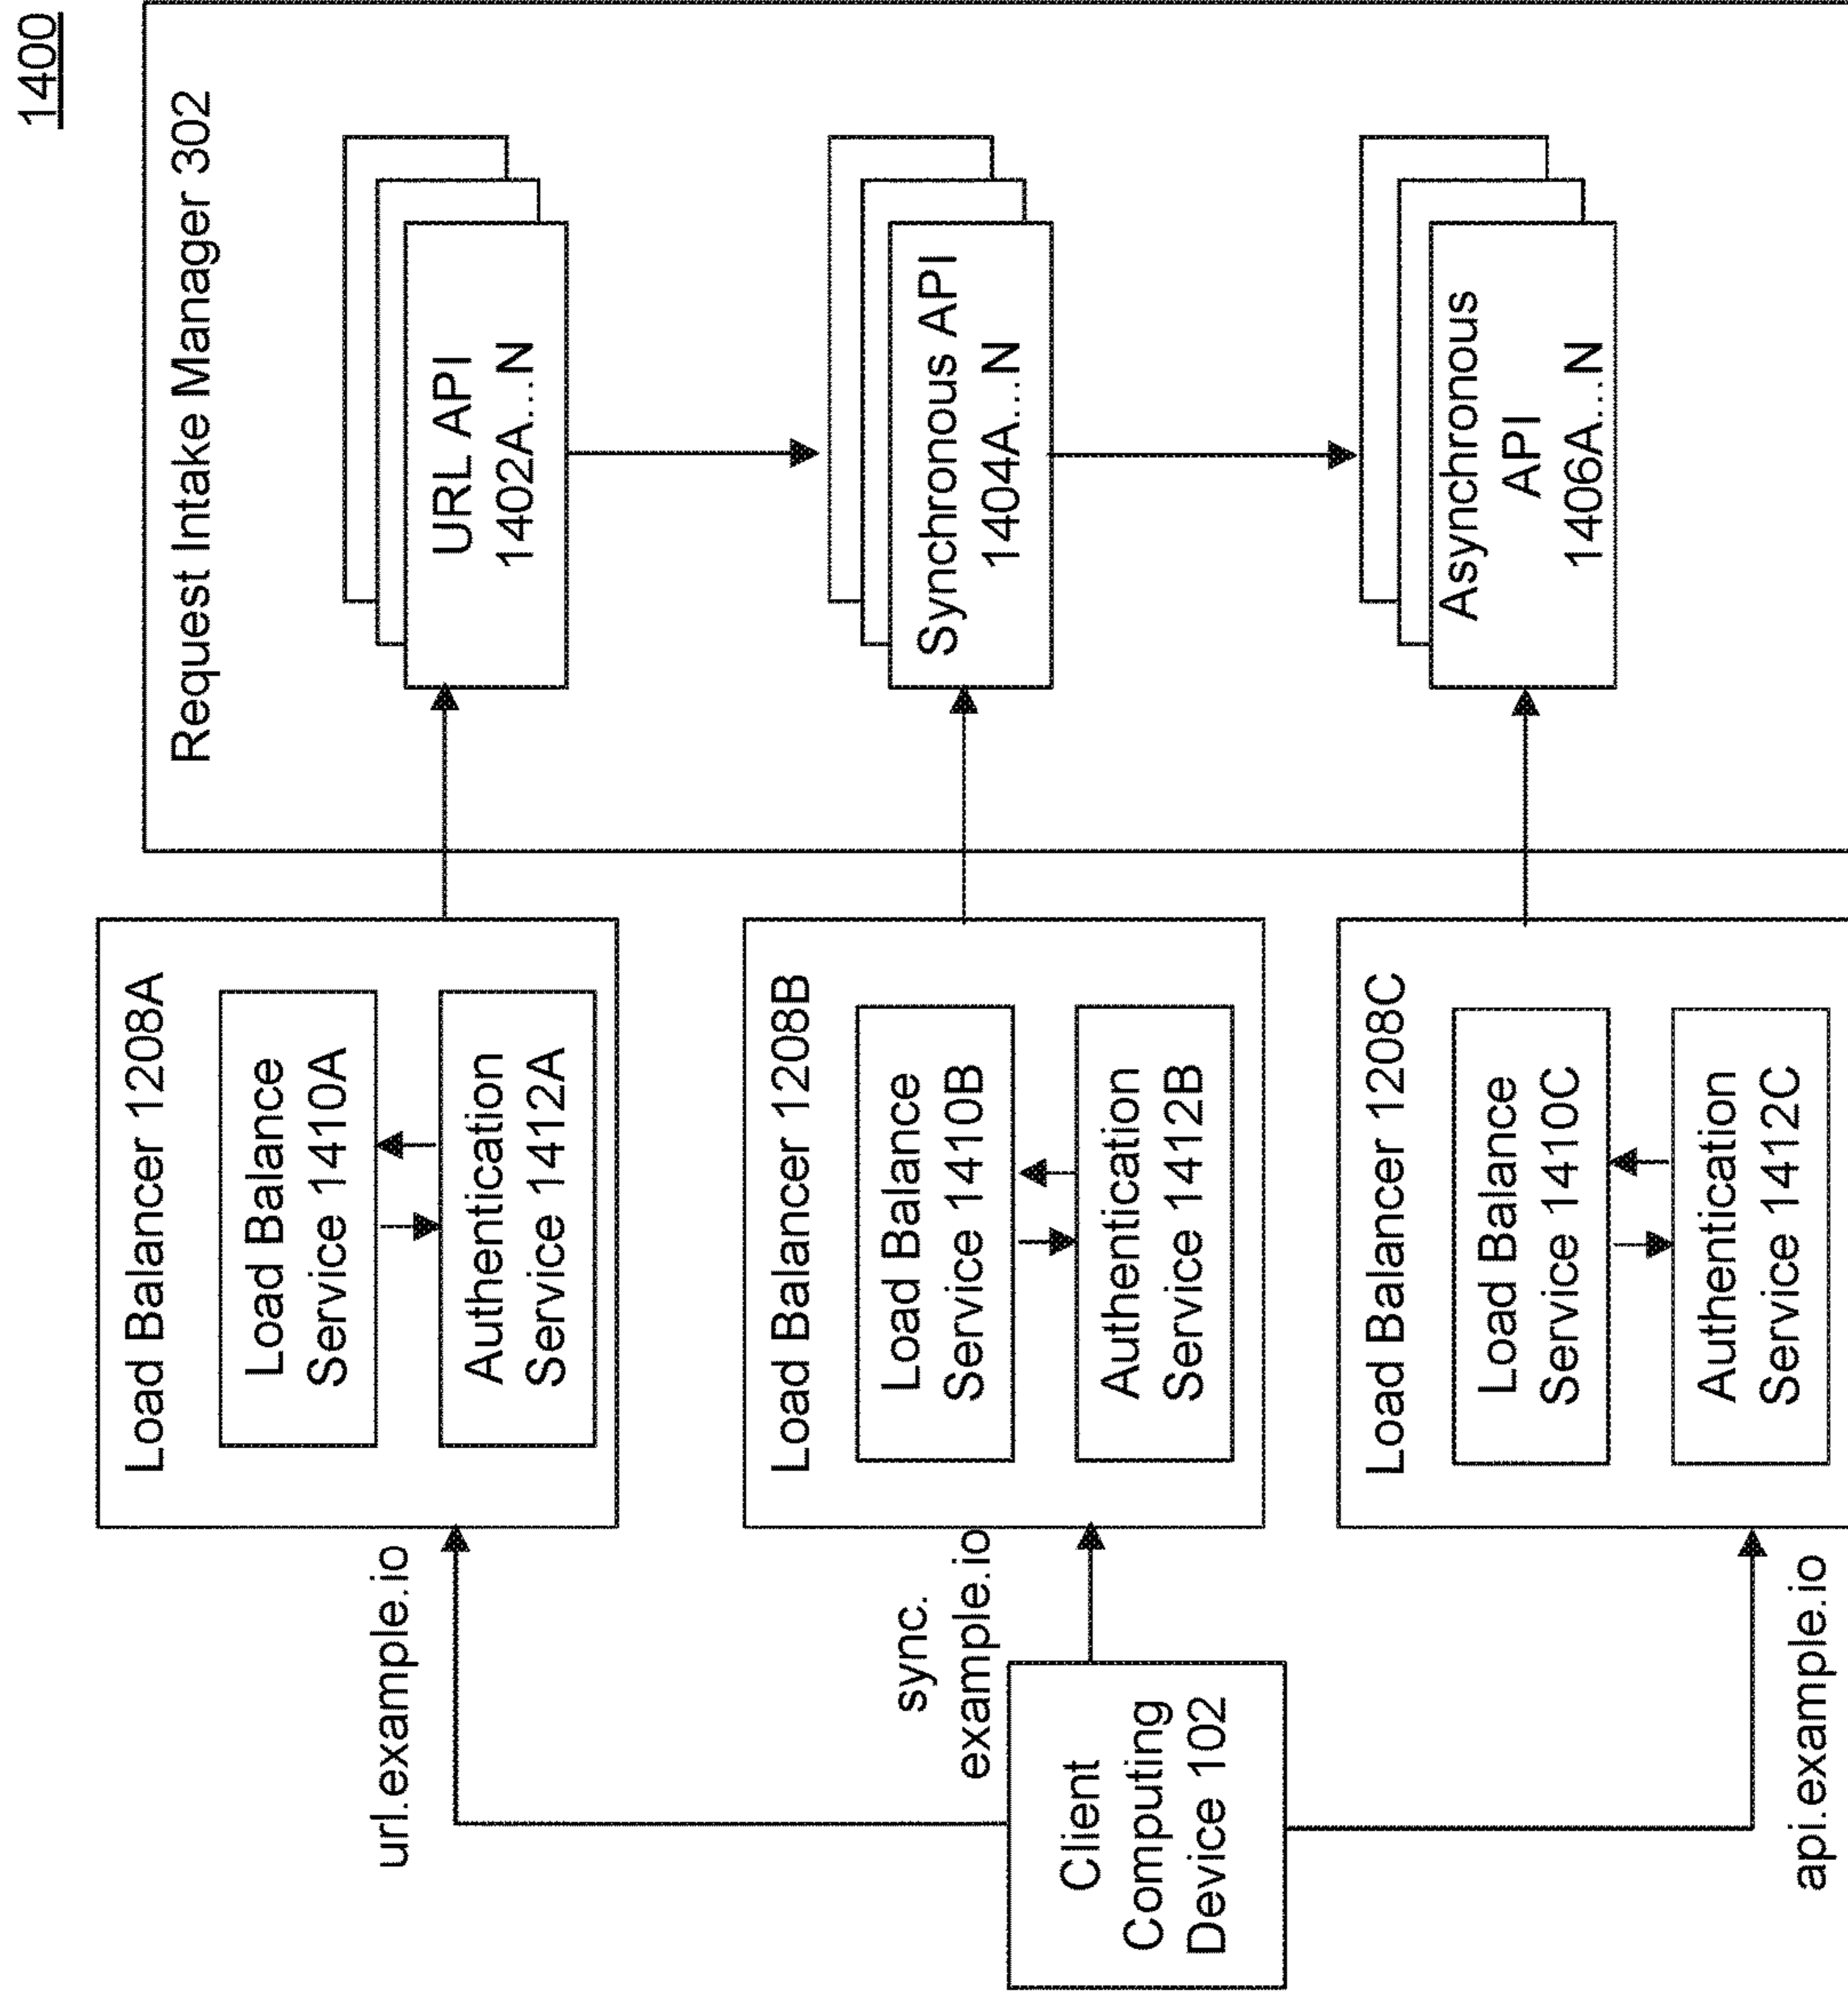 1400
Request Intake Manager 302
URL API
1402A...N
Synchronous API
1404A...N
Asynchronous
API
1406A...N
Load Balancer 1208A
Load Balance
Service 1410A
Authentication
Service 1412A
Load Balancer 1208B
Load Balance
Service 1410B
Authentication
Service 1412B
Load Balancer 1208C
Load Balance
Service 1410C
Authentication
Service 1412C
url.example.io
sync.
example.io
Client
Computing
Device 102
api.example.io